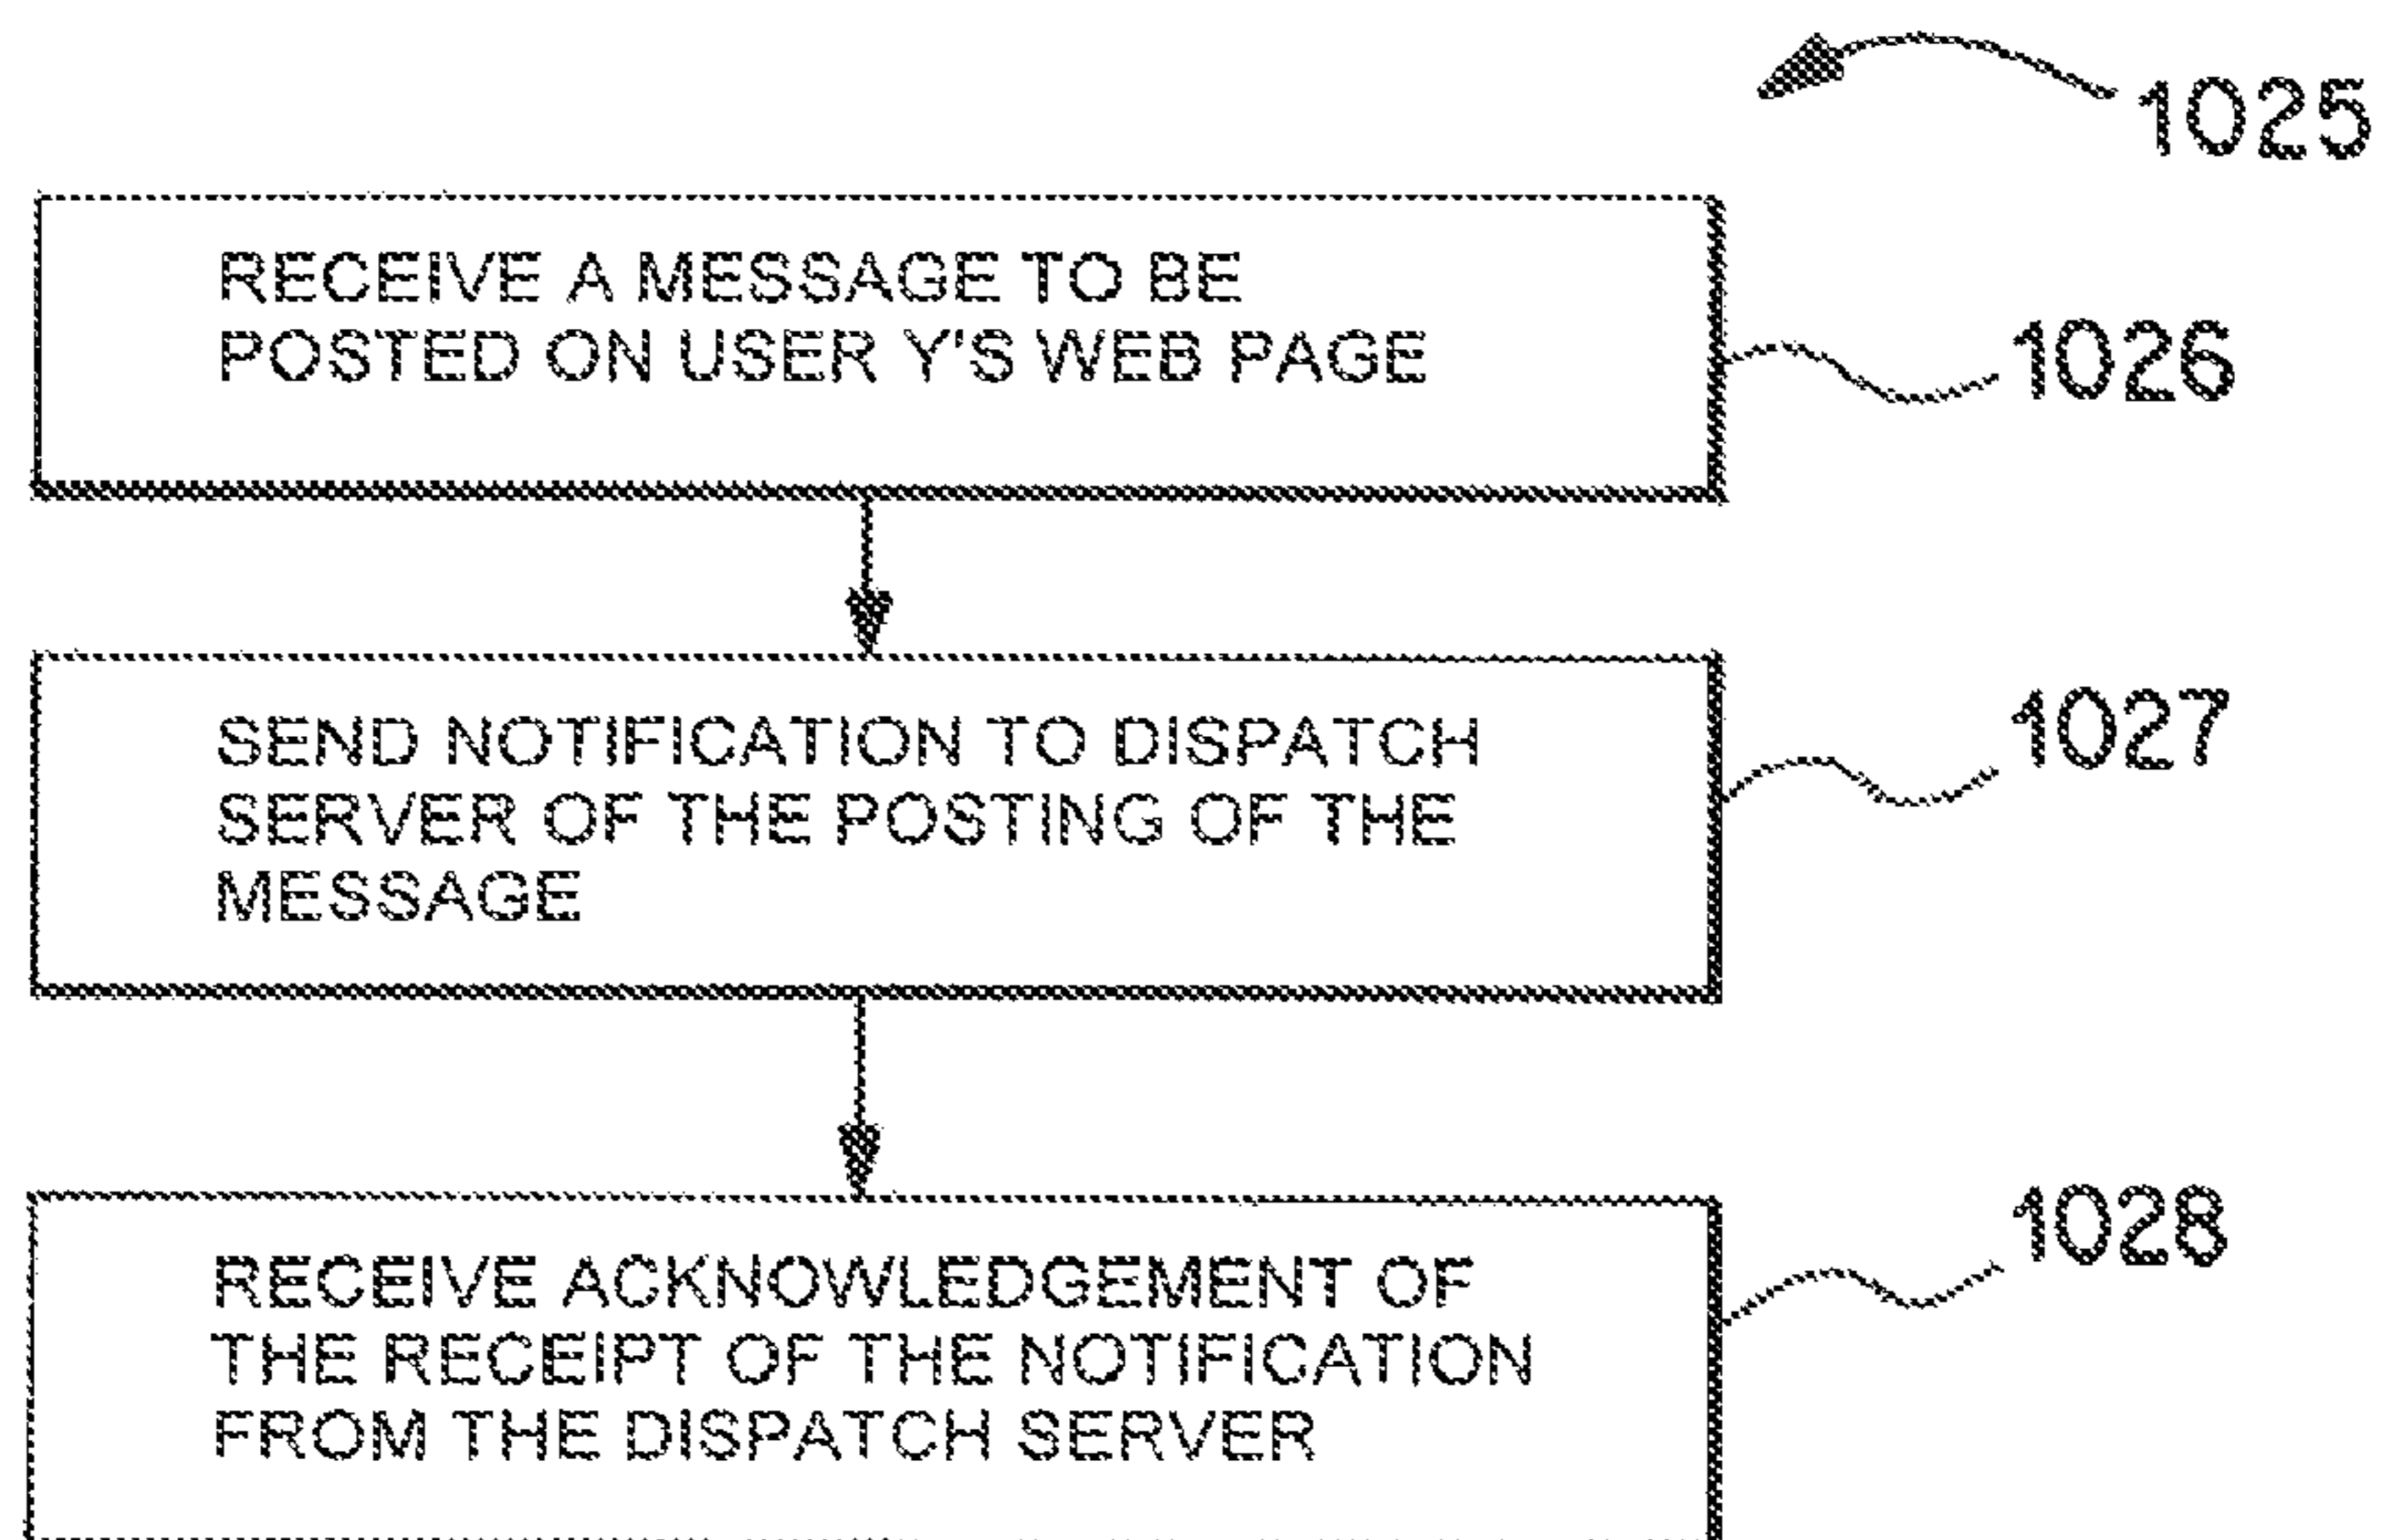 1025
RECEIVE A MESSAGE TO BE
POSTED ON USER Y'S WEB PAGE
1026
SEND NOTIFICATION TO DISPATCH
SERVER OF THE POSTING OF THE
MESSAGE
1027
RECEIVE ACKNOWLEDGEMENT OF
THE RECEIPT OF THE NOTIFICATION
FROM THE DISPATCH SERVER
1028